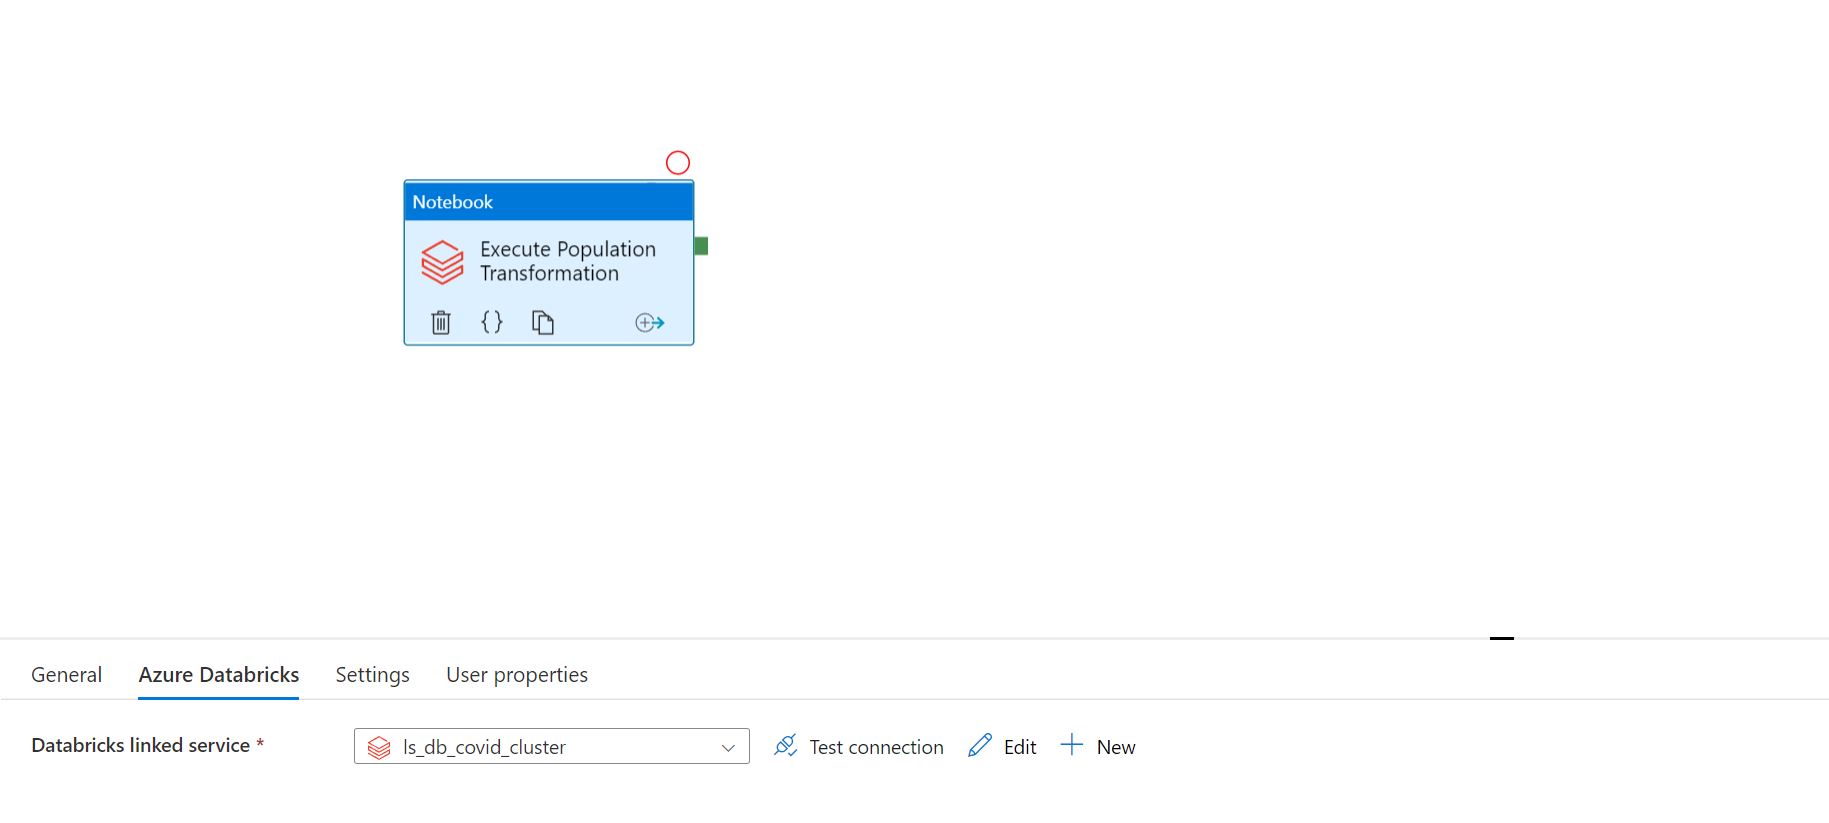 Notebook
Execute Population
Transformation
General Azure Databricks Settings User properties
Databricks linked service * ls_db_covid_cluster Test connection Edit New